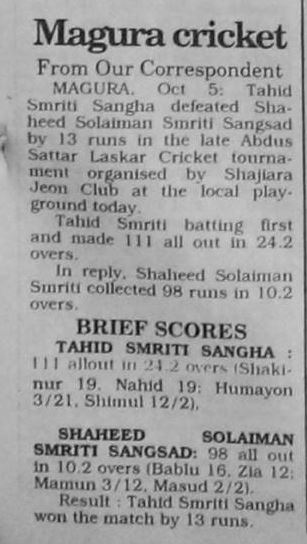 Magura cricket
From Our Correspondent
MAGURA, Oct 5: Tahid
Smriti Sangha defeated Sha-
heed Solaiman Smriti Sangsad
by 13 runs in the late Abdus
Sattar Laskar Cricket tourna-
ment organised by Shajiara
Jeon Club at the local play-
ground today.
Tahid Smriti batting first
and made 111 all out in 24.2
overs.
In reply, Shaheed Solaiman
Smriti collected 98 runs in 10.2
overs.
BRIEF SCORES
TAHID SMRITI SANGHA :
111 allout in 24.2 overs (Shaki-
nur 19, Nahid 19; Humayon
3/21, Shimul 12/2),
SHAHEED SOLAIMAN
SMRITI SANGSAD: 98 all out
in 10.2 overs (Bablu 16, Zia 12;
Mamun 3/12, Masud 2/2).
Result : Tahid Smriti Sangha
won the match by 13 runs.